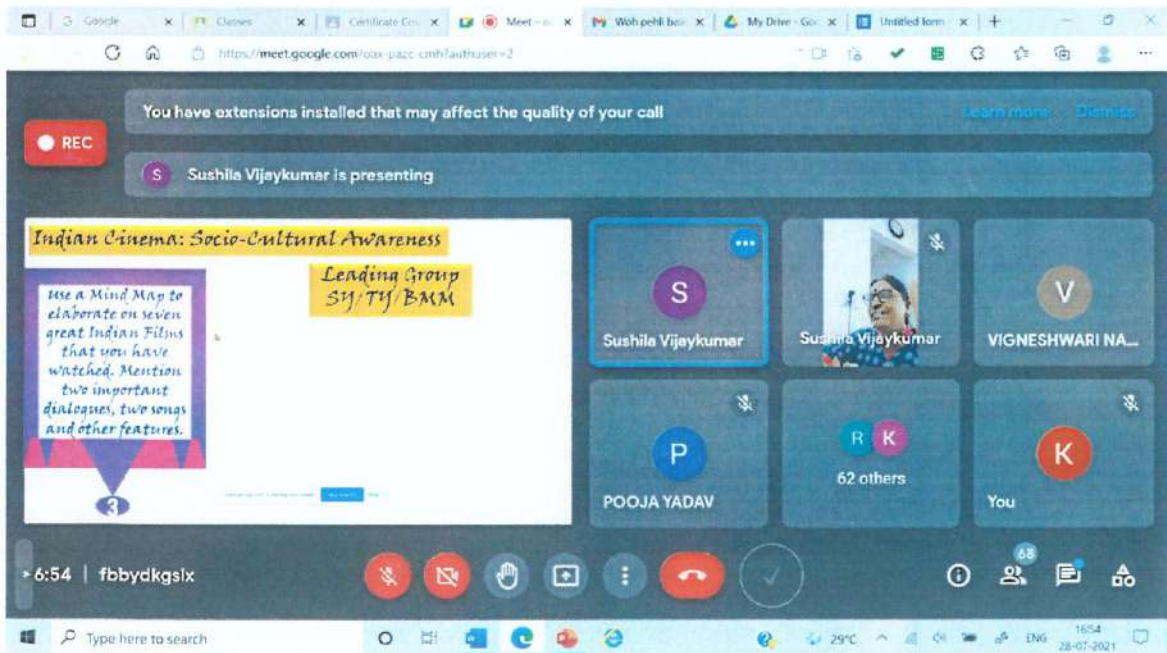 Google
Classes
Certificate
Meet
Woh pehli
My Drive - Goo
Untitled form
https://meet.google.com/oax-pazc-cmh?authuser=2
You have extensions installed that may affect the quality of your call
Learn more
Dismiss
REC
S
Sushila Vijaykumar is presenting
Indian Cinema: Socio-Cultural Awareness
Leading Group
SY/TY/BMM
Use a Mind Map to
elaborate on seven
great Indian Films
that you have
watched. Mention
two important
dialogues, two songs
and other features.
3
S
Sushila Vijaykumar
Sushila Vijaykumar
V
VIGNESHWARI NA...
P
POOJA YADAV
R K
62 others
K
You
6:54 | fbbydkgslx
68
Type here to search
29°C
ENG
16:54
28-07-2021